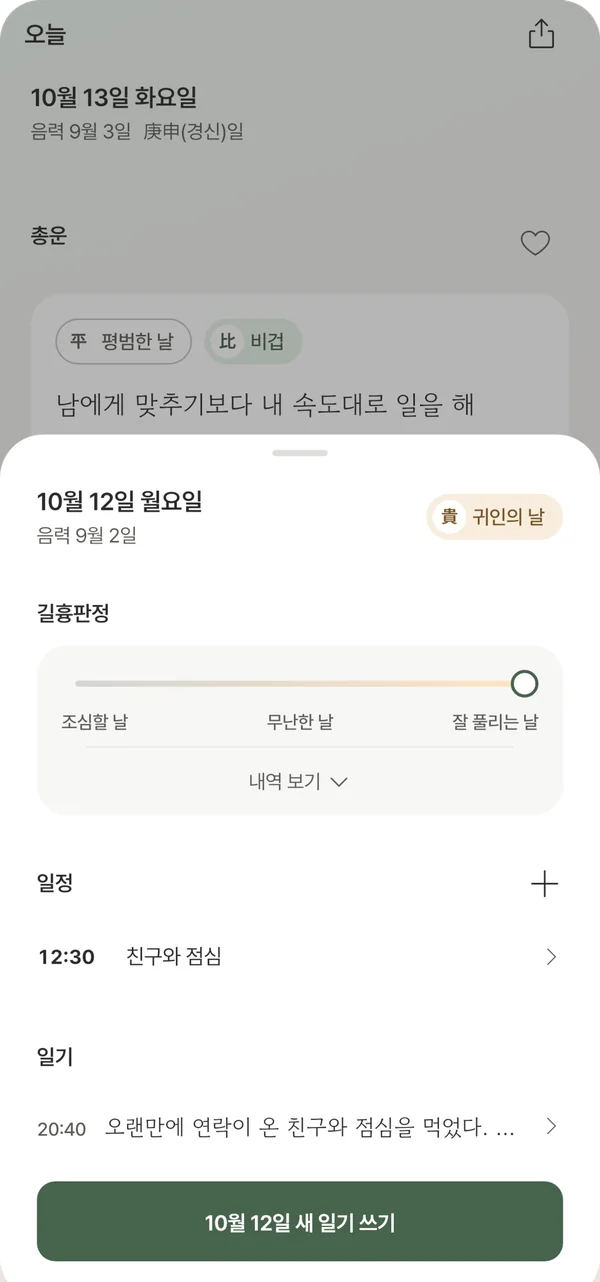 오늘
10월 13일 화요일
음력 9월 3일 庚申(경신)일
총운
平 평범한 날 比 비겁
남에게 맞추기보다 내 속도대로 일을 해
10월 12일 월요일
음력 9월 2일
貴 귀인의 날
길흉판정
조심할 날 무난한 날 잘 풀리는 날
내역 보기
일정
12:30 친구와 점심
일기
20:40 오랜만에 연락이 온 친구와 점심을 먹었다. ...
10월 12일 새 일기 쓰기